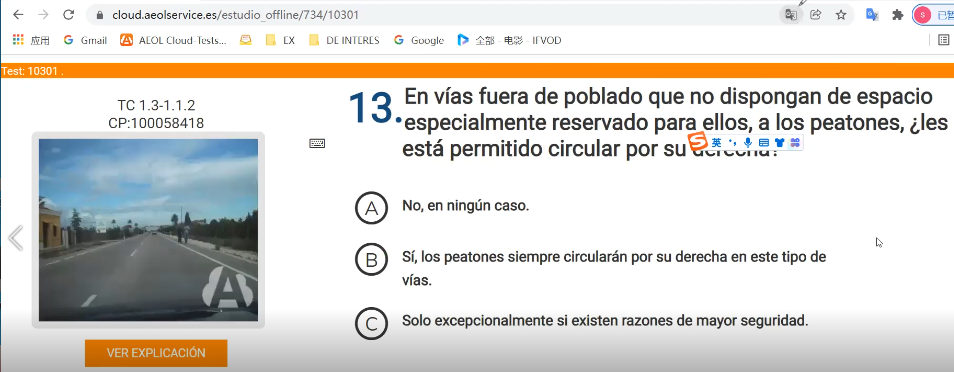 cloud.aeolservice.es/estudio_offline/734/10301
已暂
应用 Gmail AEOL Cloud-Tests... EX DE INTERES Google 全部 - 电影 - IFVOD
Test: 10301 .
TC 1.3-1.1.2
CP:100058418
13. En vías fuera de poblado que no dispongan de espacio
especialmente reservado para ellos, a los peatones, ¿les
está permitido circular por su derecha?
英
A No, en ningún caso.
B Sí, los peatones siempre circularán por su derecha en este tipo de
vías.
C Solo excepcionalmente si existen razones de mayor seguridad.
VER EXPLICACIÓN